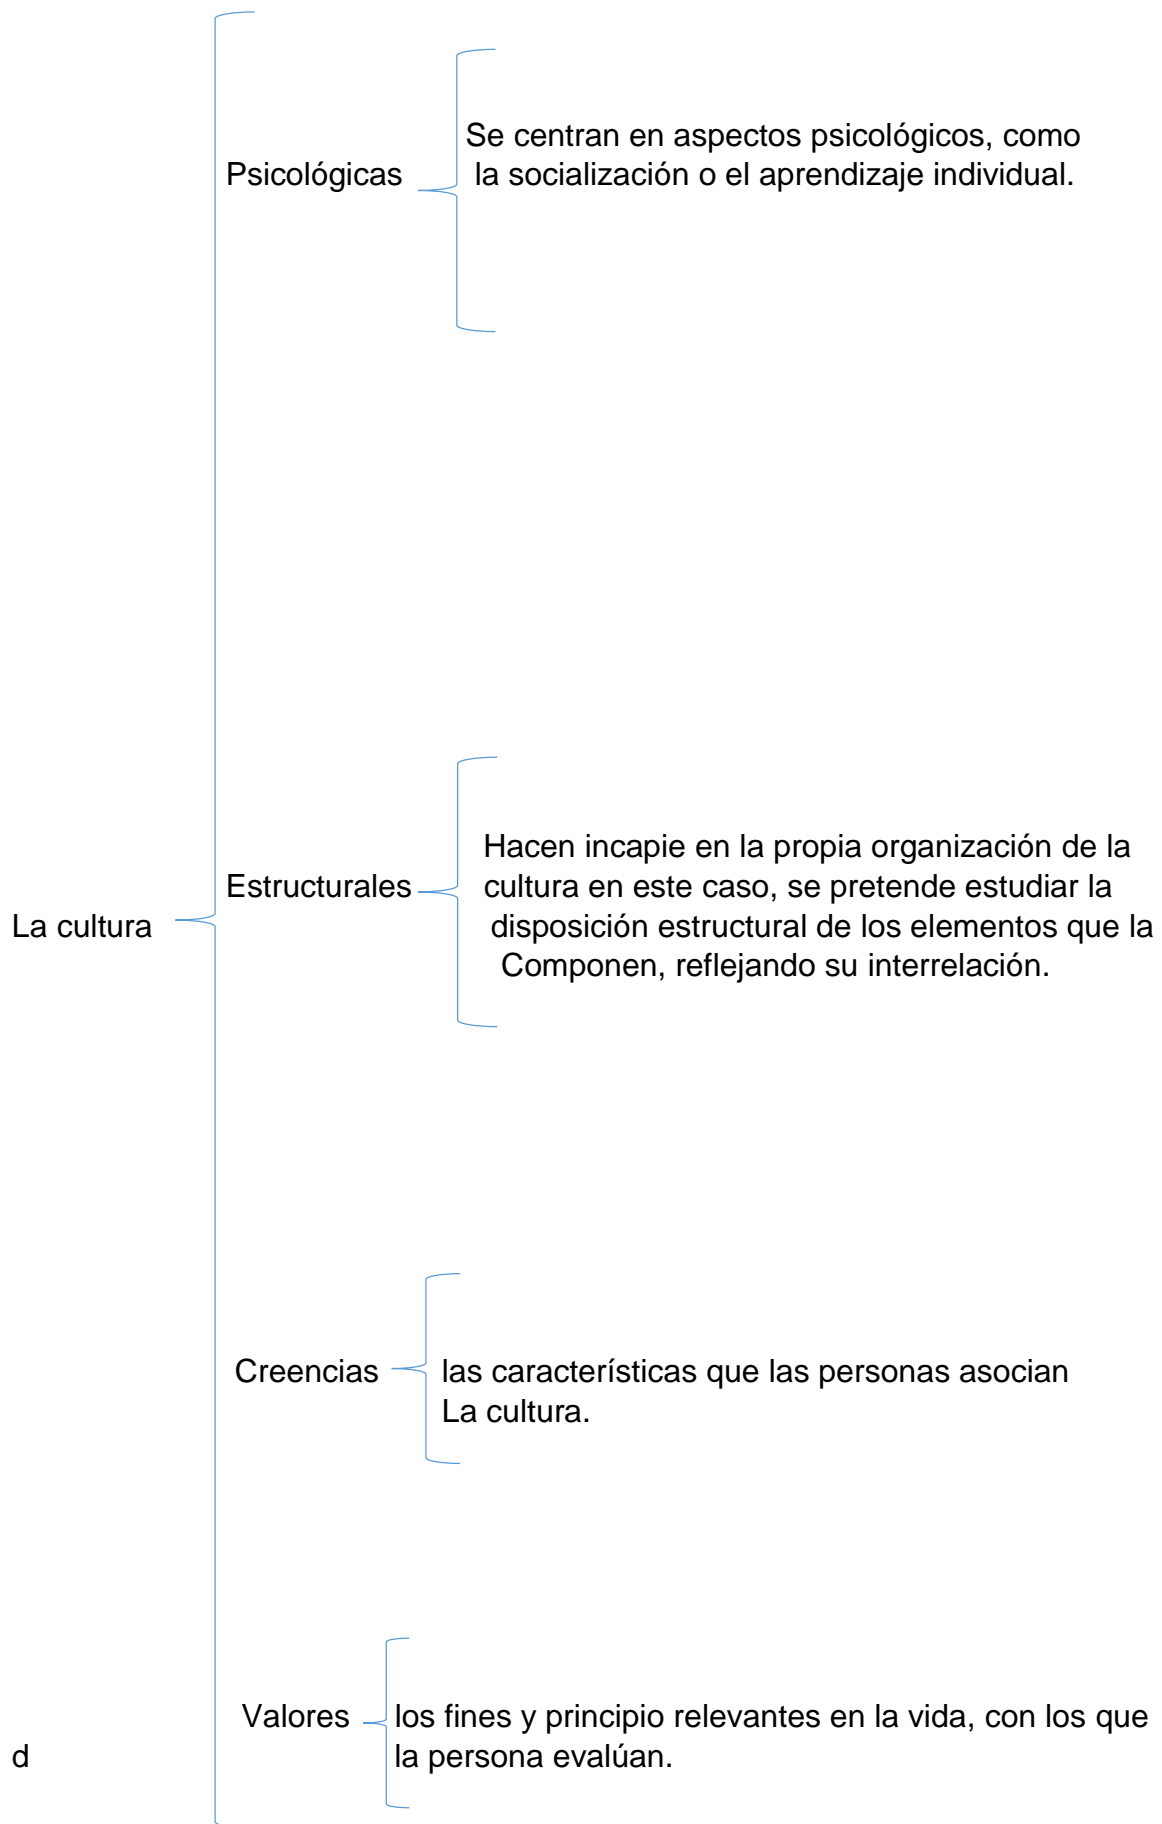 Se centran en aspectos psicológicos, como
Psicológicas la socialización o el aprendizaje individual.
Hacen incapie en la propia organización de la
Estructurales cultura en este caso, se pretende estudiar la
La cultura disposición estructural de los elementos que la
Componen, reflejando su interrelación.
Creencias las característícas que las personas asocian
La cultura.
Valores los fines y principio relevantes en la vida, con los que
d la persona evalúan.